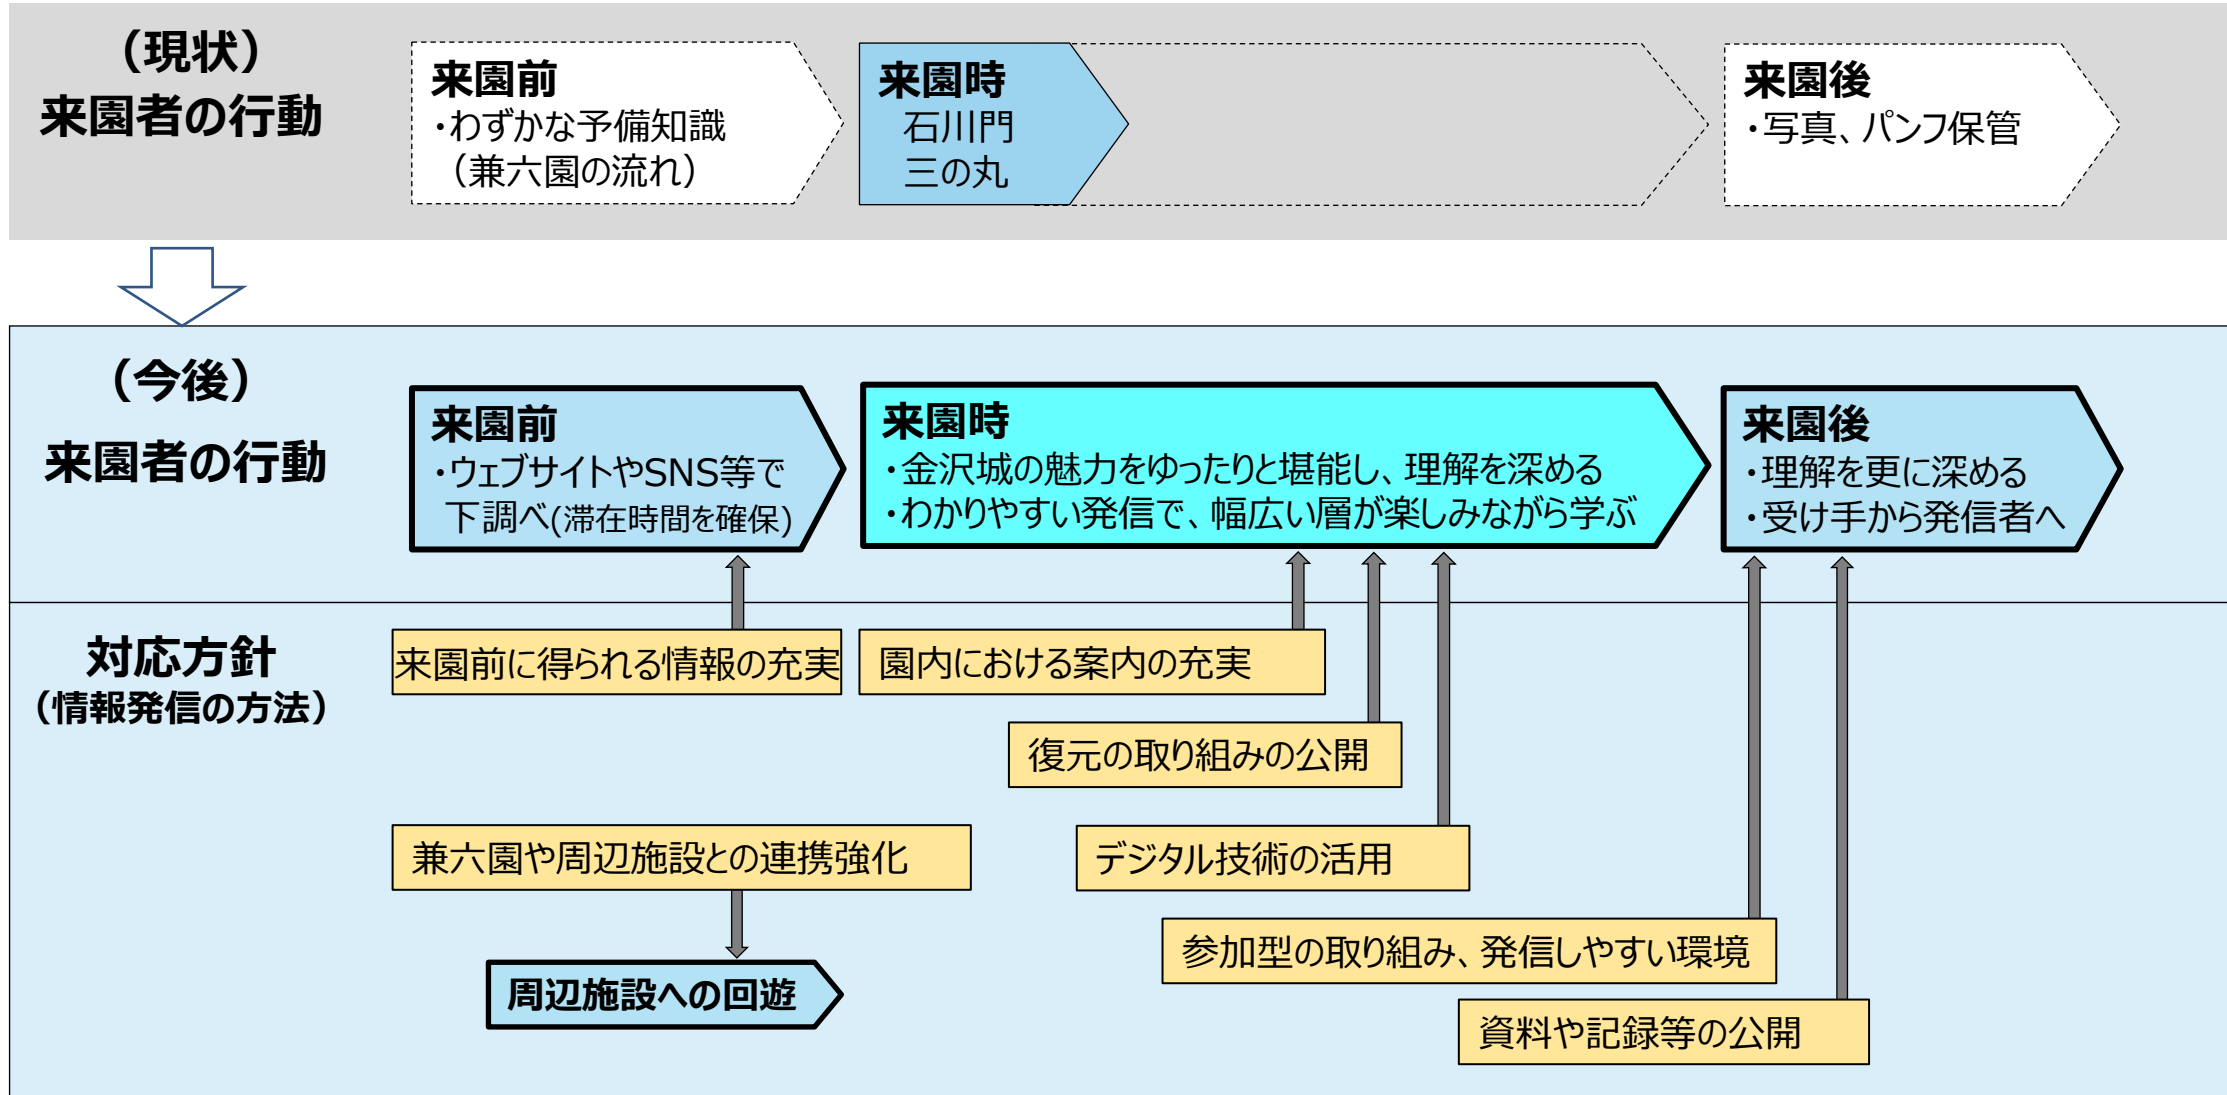 （現状）
来園者の行動
来園前
・わずかな予備知識
（兼六園の流れ）
来園時
石川門
三の丸
来園後
・写真、パンフ保管
（今後）
来園者の行動
来園前
・ウェブサイトやSNS等で
下調べ(滞在時間を確保)
来園時
・金沢城の魅力をゆったりと堪能し、理解を深める
・わかりやすい発信で、幅広い層が楽しみながら学ぶ
来園後
・理解を更に深める
・受け手から発信者へ
対応方針
（情報発信の方法）
来園前に得られる情報の充実
園内における案内の充実
復元の取り組みの公開
兼六園や周辺施設との連携強化
デジタル技術の活用
参加型の取り組み、発信しやすい環境
周辺施設への回遊
資料や記録等の公開